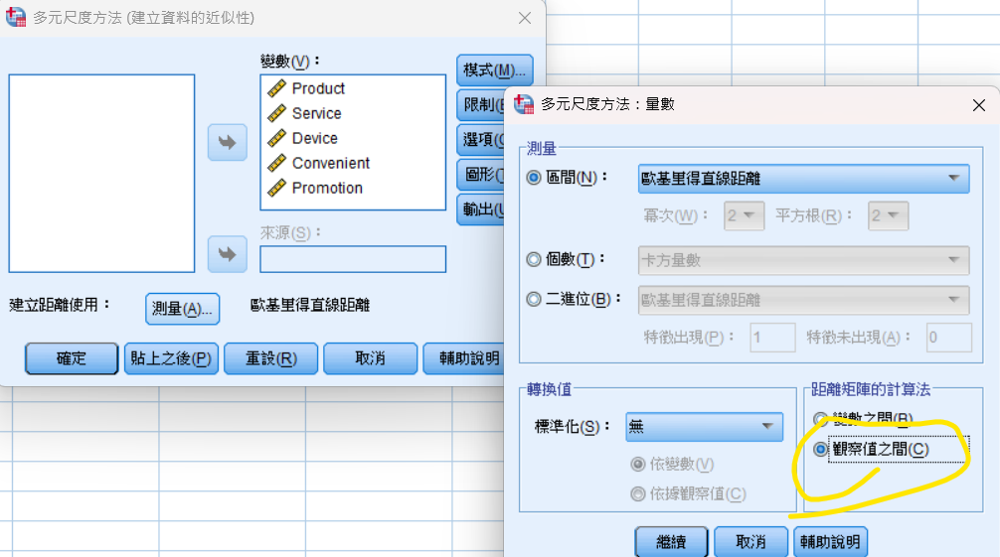 多元尺度方法 (建立資料的近似性)
變數(V)：
Product
Service
Device
Convenient
Promotion
模式(M)...
限制(
選項(
圖形(
輸出(
來源(S)：
建立距離使用：
測量(A)...
歐基里得直線距離
確定
貼上之後(P)
重設(R)
取消
輔助說明
多元尺度方法：量數
測量
區間(N)：
歐基里得直線距離
冪次(W)： 2 平方根(R)： 2
個數(T)：
卡方量數
二進位(B)：
歐基里得直線距離
特徵出現(P)： 1 特徵未出現(A)： 0
轉換值
標準化(S)：
無
依變數(V)
依據觀察值(C)
距離矩陣的計算法
變數之間(B)
觀察值之間(C)
繼續
取消
輔助說明